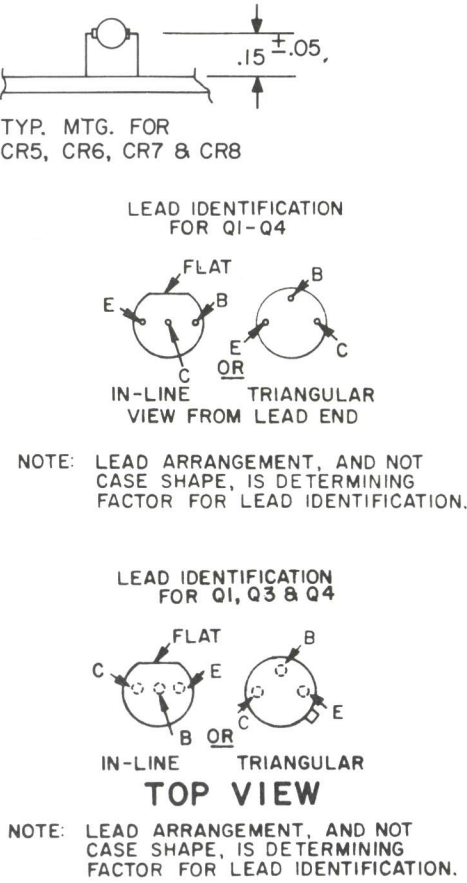 .15 ±.05,
TYP. MTG. FOR
CR5, CR6, CR7 & CR8
LEAD IDENTIFICATION
FOR Q1-Q4
FLAT
E B B
C E C
OR
IN-LINE TRIANGULAR
VIEW FROM LEAD END
NOTE: LEAD ARRANGEMENT, AND NOT
CASE SHAPE, IS DETERMINING
FACTOR FOR LEAD IDENTIFICATION.
LEAD IDENTIFICATION
FOR Q1, Q3 & Q4
FLAT
C E B
B OR C E
IN-LINE TRIANGULAR
TOP VIEW
NOTE: LEAD ARRANGEMENT, AND NOT
CASE SHAPE, IS DETERMINING
FACTOR FOR LEAD IDENTIFICATION.